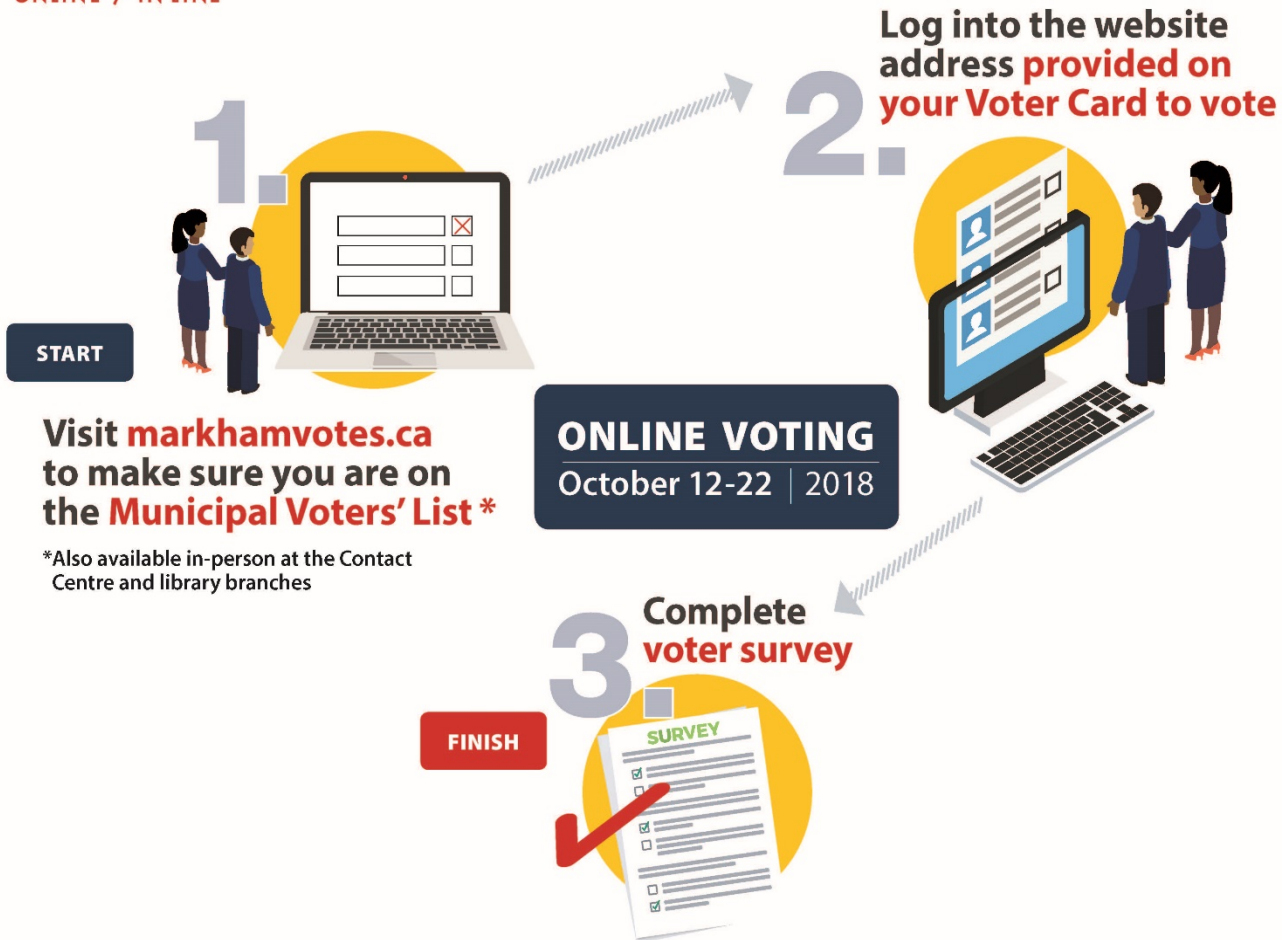 1.
START
Visit markhamvotes.ca
to make sure you are on
the Municipal Voters' List *
*Also available in-person at the Contact
Centre and library branches
2.
Log into the website
address provided on
your Voter Card to vote
ONLINE VOTING
October 12-22 | 2018
3.
Complete
voter survey
FINISH
SURVEY